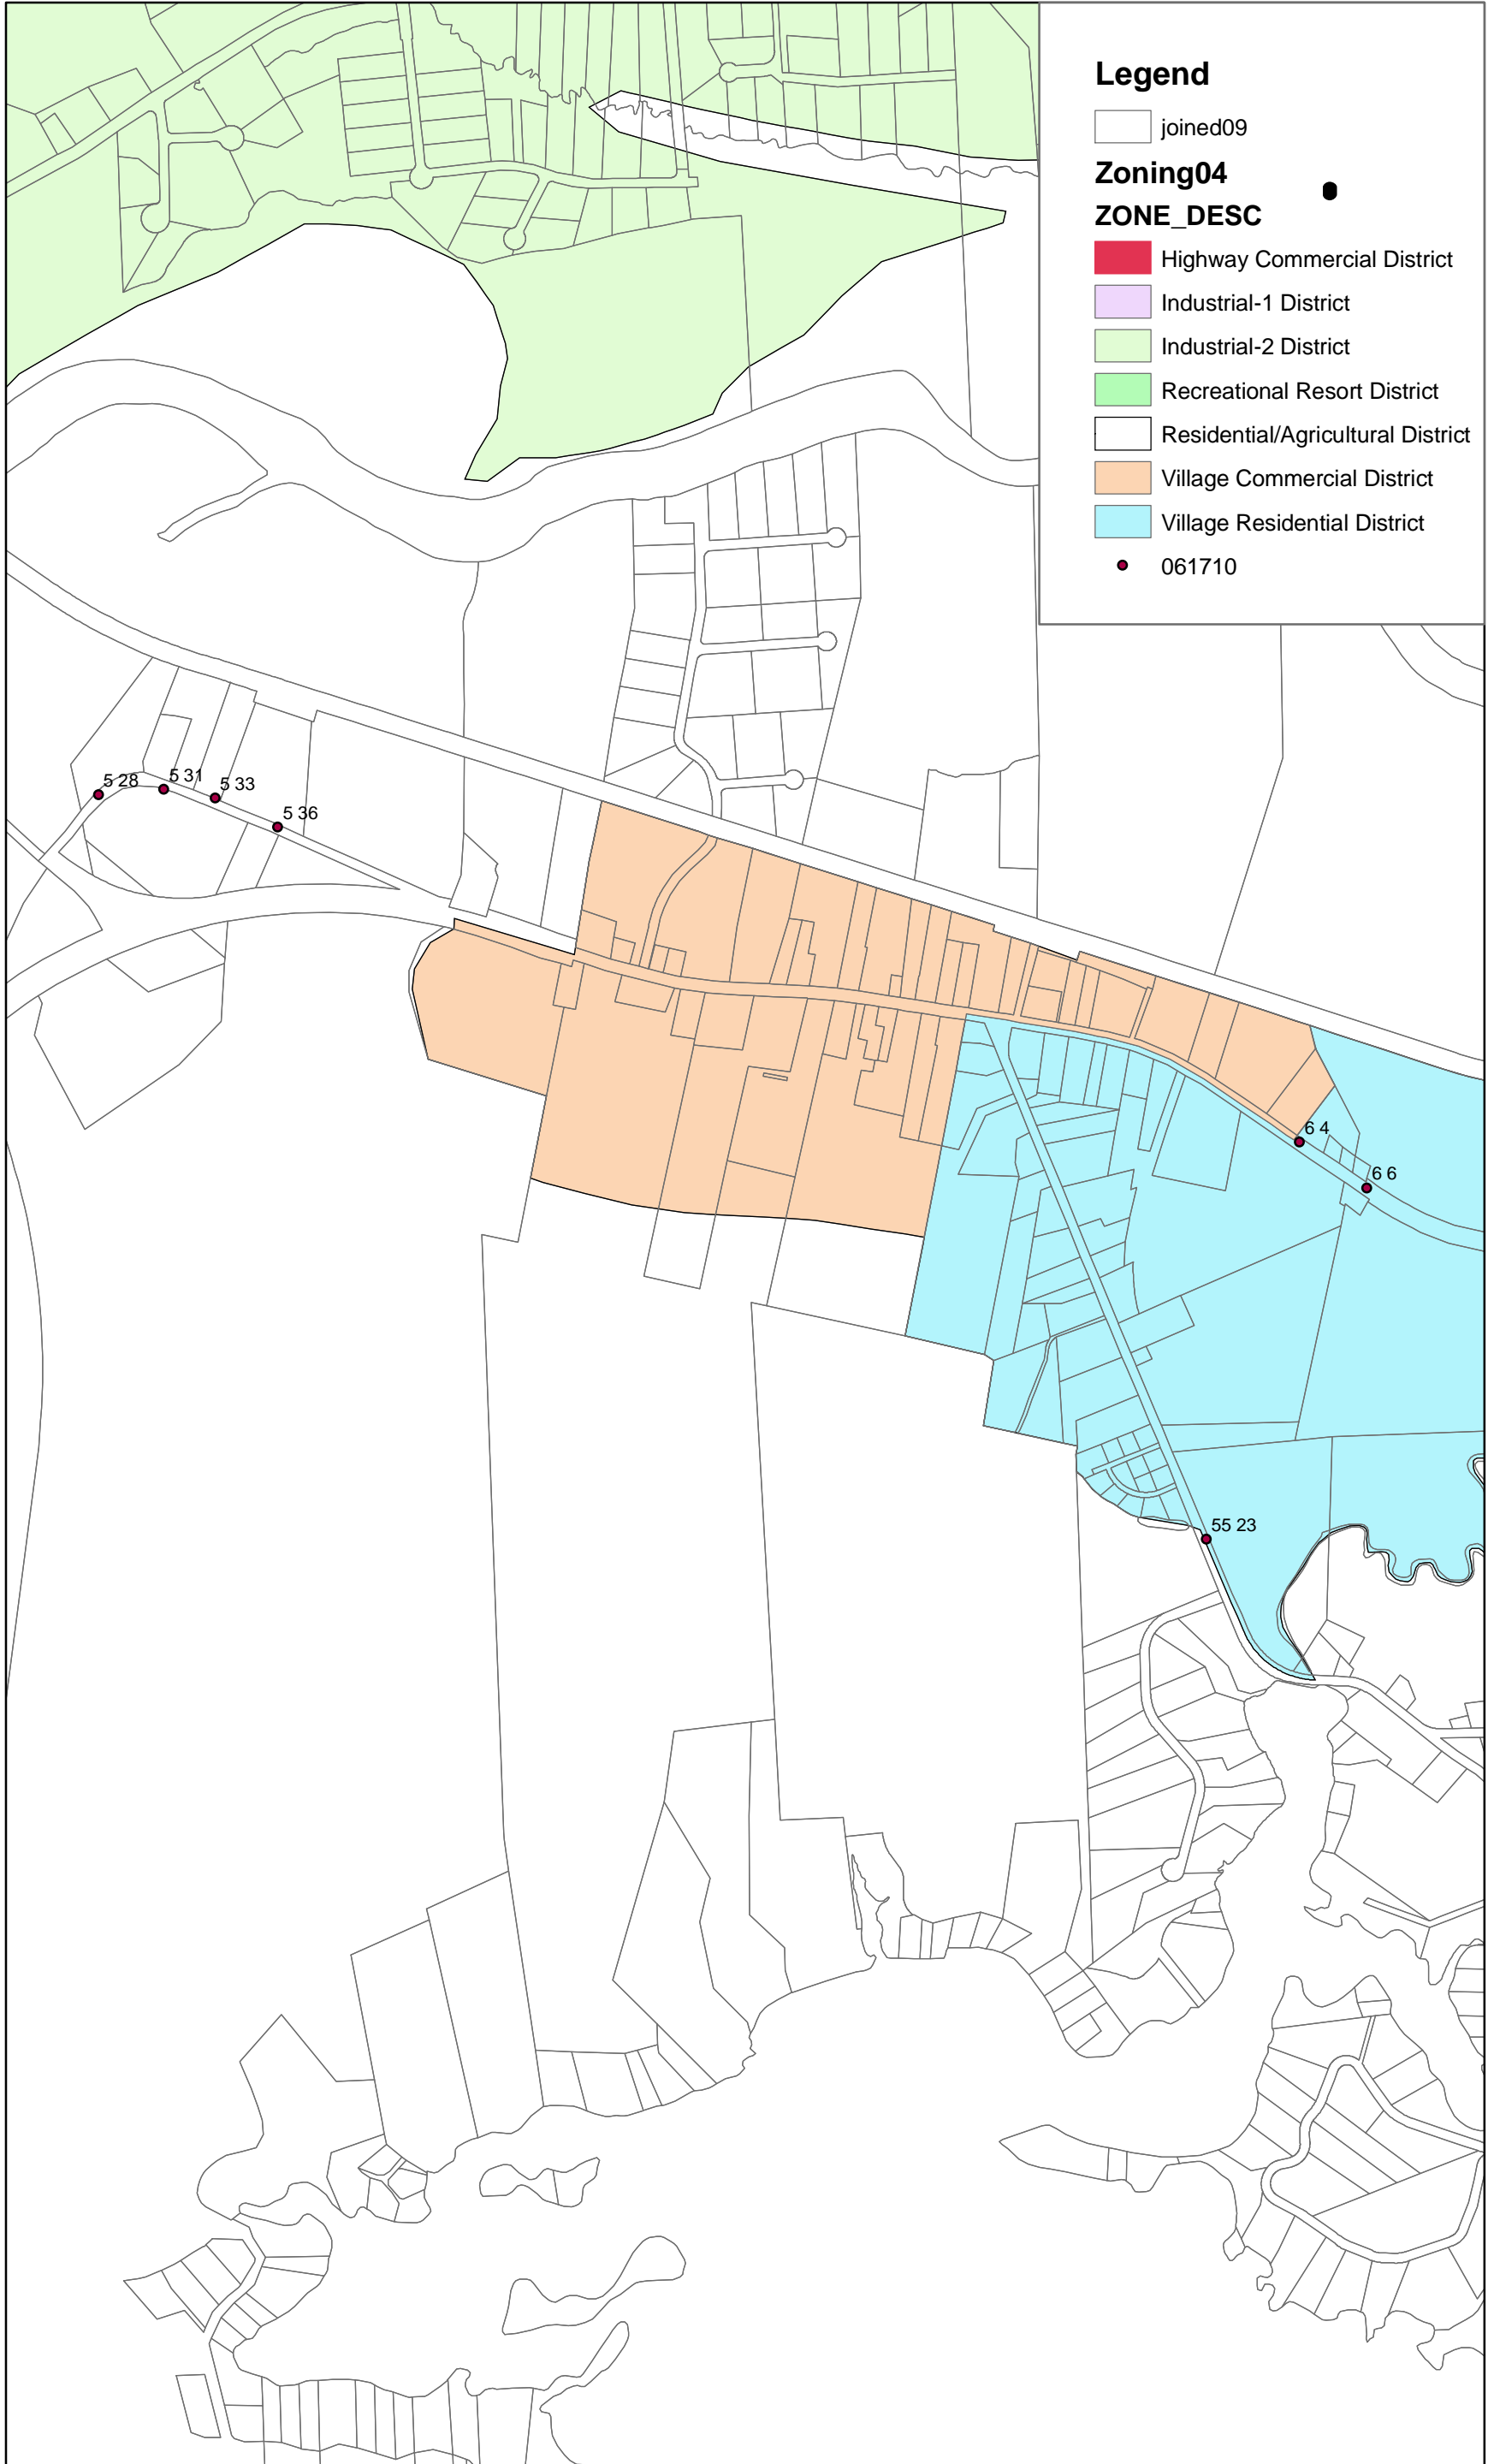 Legend
joined09
Zoning04
ZONE_DESC
Highway Commercial District
Industrial-1 District
Industrial-2 District
Recreational Resort District
Residential/Agricultural District
Village Commercial District
Village Residential District
061710
5 28
5 31
5 33
5 36
6 4
6 6
55 23